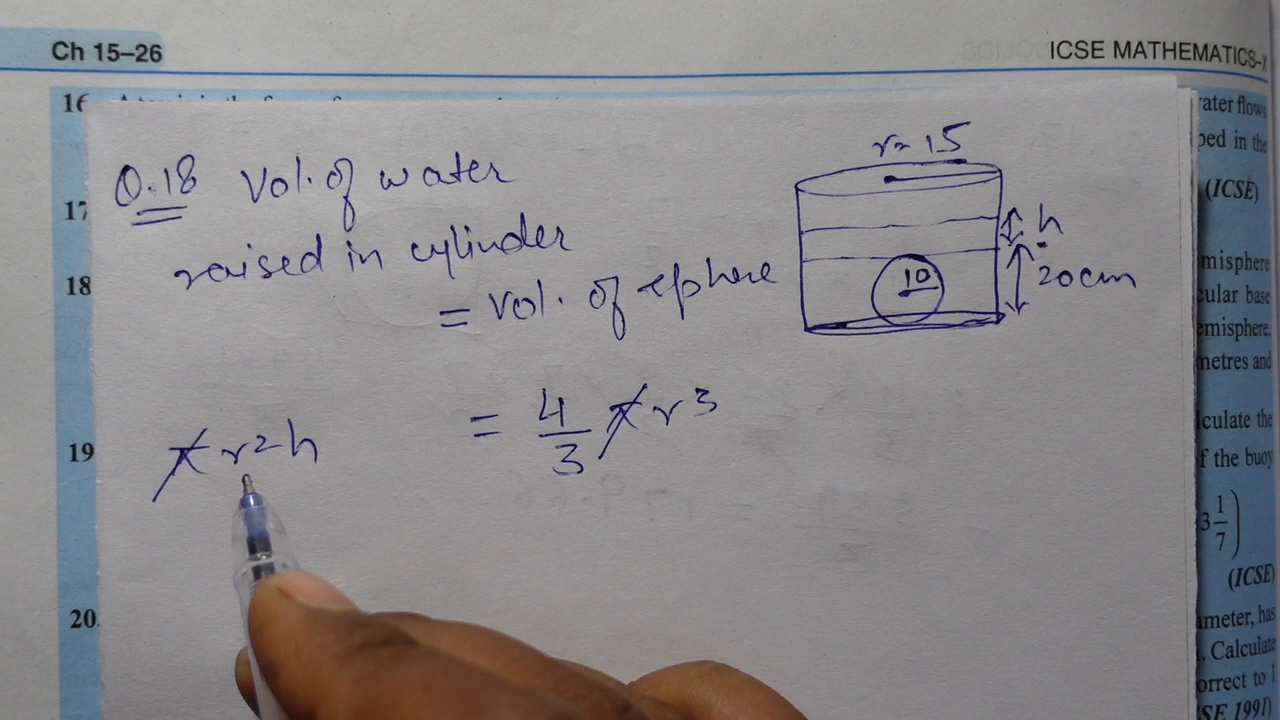 Ch 15–26
ICSE MATHEMATICS–X
16
17
18
19
20
Q.18 Vol. of water
raised in cylinder
= vol. of sphere
πr2h = 4/3 πr3
r = 15
h
20cm
10
water flows
ped in the
(ICSE)
misphere
cular base
emisphere.
metres and
lculate the
f the buoy
3 1/7)
(ICSE)
ameter, has
. Calculate
orrect to 1
SE 1991)